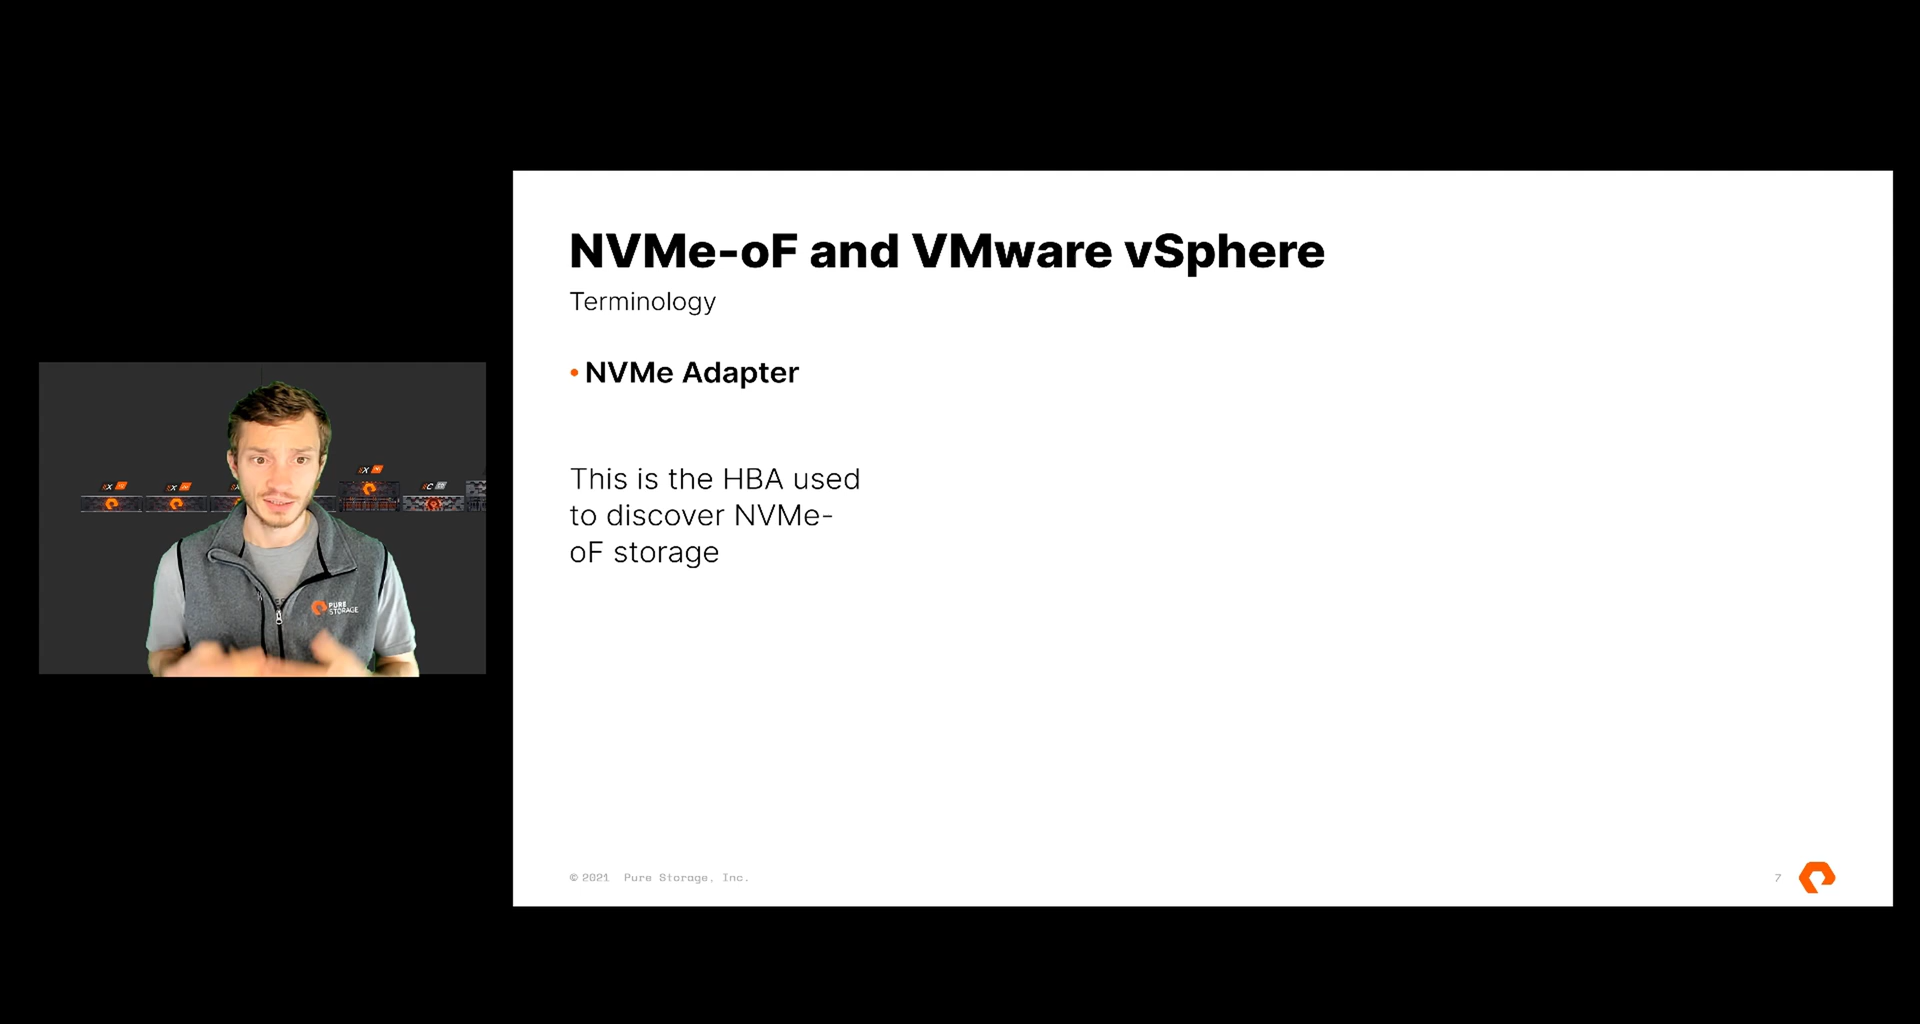 NVMe-oF and VMware vSphere
Terminology
• NVMe Adapter
This is the HBA used
to discover NVMe-
oF storage
© 2021 Pure Storage, Inc.
7
PURE
STORAGE